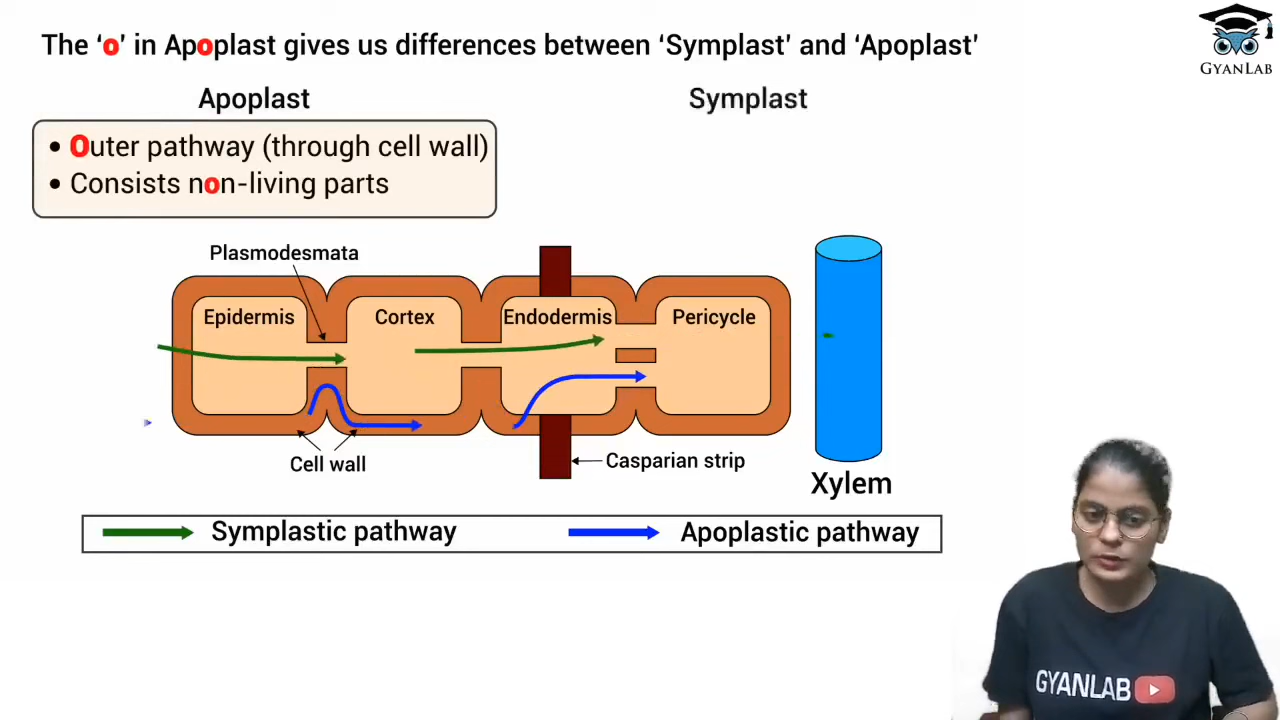 The ‘o’ in Apoplast gives us differences between ‘Symplast’ and ‘Apoplast’
GYANLAB
Apoplast
Symplast
• Outer pathway (through cell wall)
• Consists non-living parts
Plasmodesmata
Epidermis
Cortex
Endodermis
Pericycle
Cell wall
Casparian strip
Xylem
Symplastic pathway
Apoplastic pathway
GYANLAB